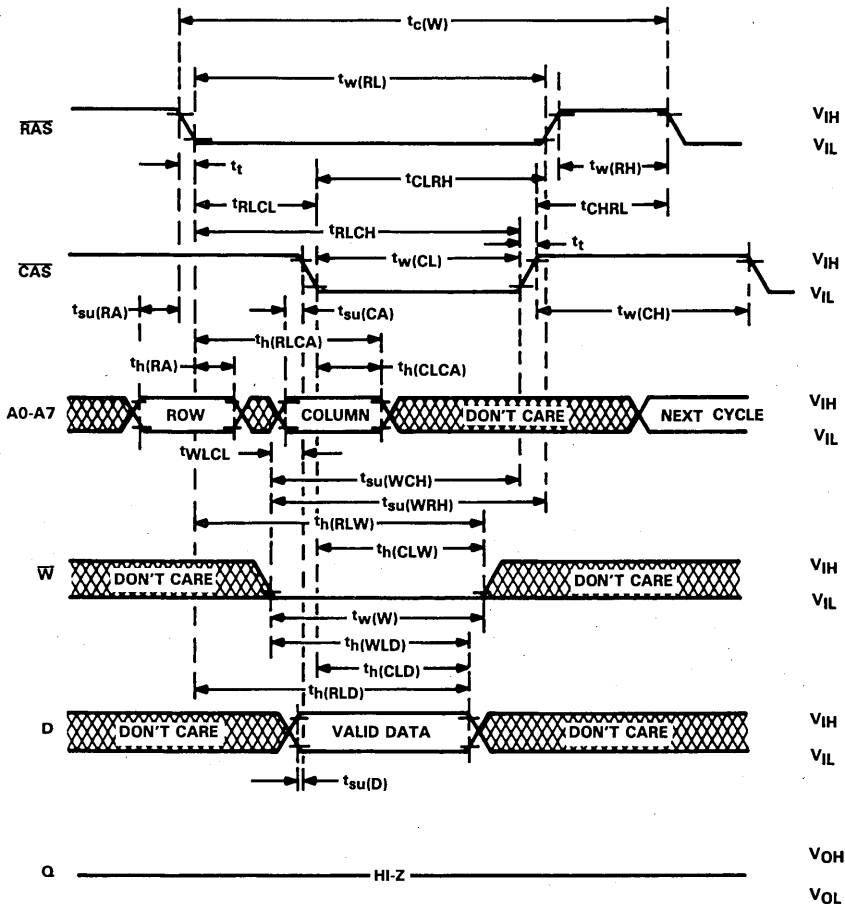 tc(W)
tw(RL)
RAS
VIH
VIL
tt
tCLRH
tw(RH)
tRLCL
tCHRL
tRLCH
tt
CAS
tw(CL)
VIH
VIL
tsu(RA)
tsu(CA)
tw(CH)
th(RLCA)
th(RA)
th(CLCA)
A0-A7
ROW
COLUMN
DON'T CARE
NEXT CYCLE
VIH
VIL
tWLCL
tsu(WCH)
tsu(WRH)
th(RLW)
th(CLW)
W
DON'T CARE
DON'T CARE
VIH
VIL
tw(W)
th(WLD)
th(CLD)
th(RLD)
D
DON'T CARE
VALID DATA
DON'T CARE
VIH
VIL
tsu(D)
Q
HI-Z
VOH
VOL